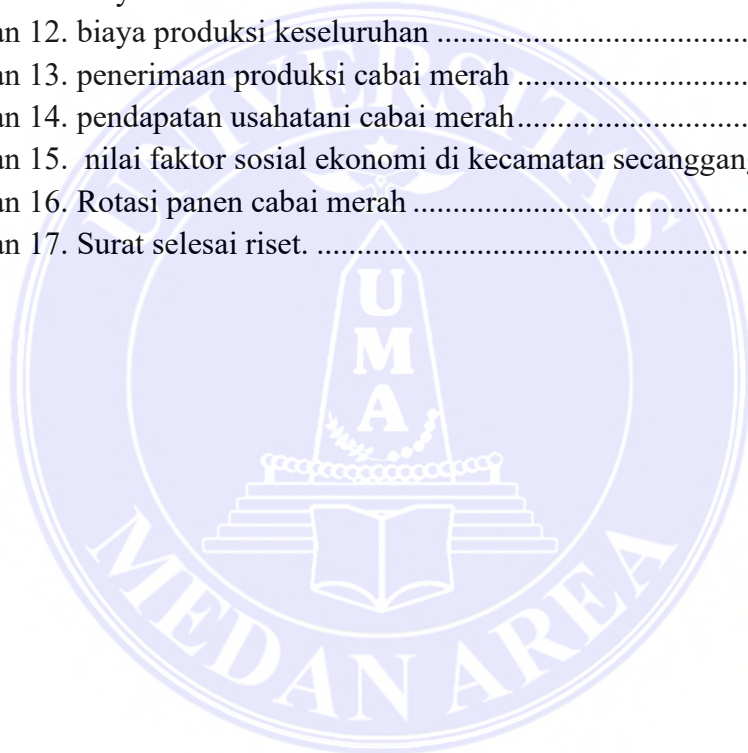 an 12. biaya produksi keseluruhan ........................................
an 13. penerimaan produksi cabai merah ..............................
an 14. pendapatan usahatani cabai merah..............................
an 15.  nilai faktor sosial ekonomi di kecamatan secanggang
an 16. Rotasi panen cabai merah ...........................................
an 17. Surat selesai riset. .......................................................
UNIVERSITAS
UMA
MEDAN AREA